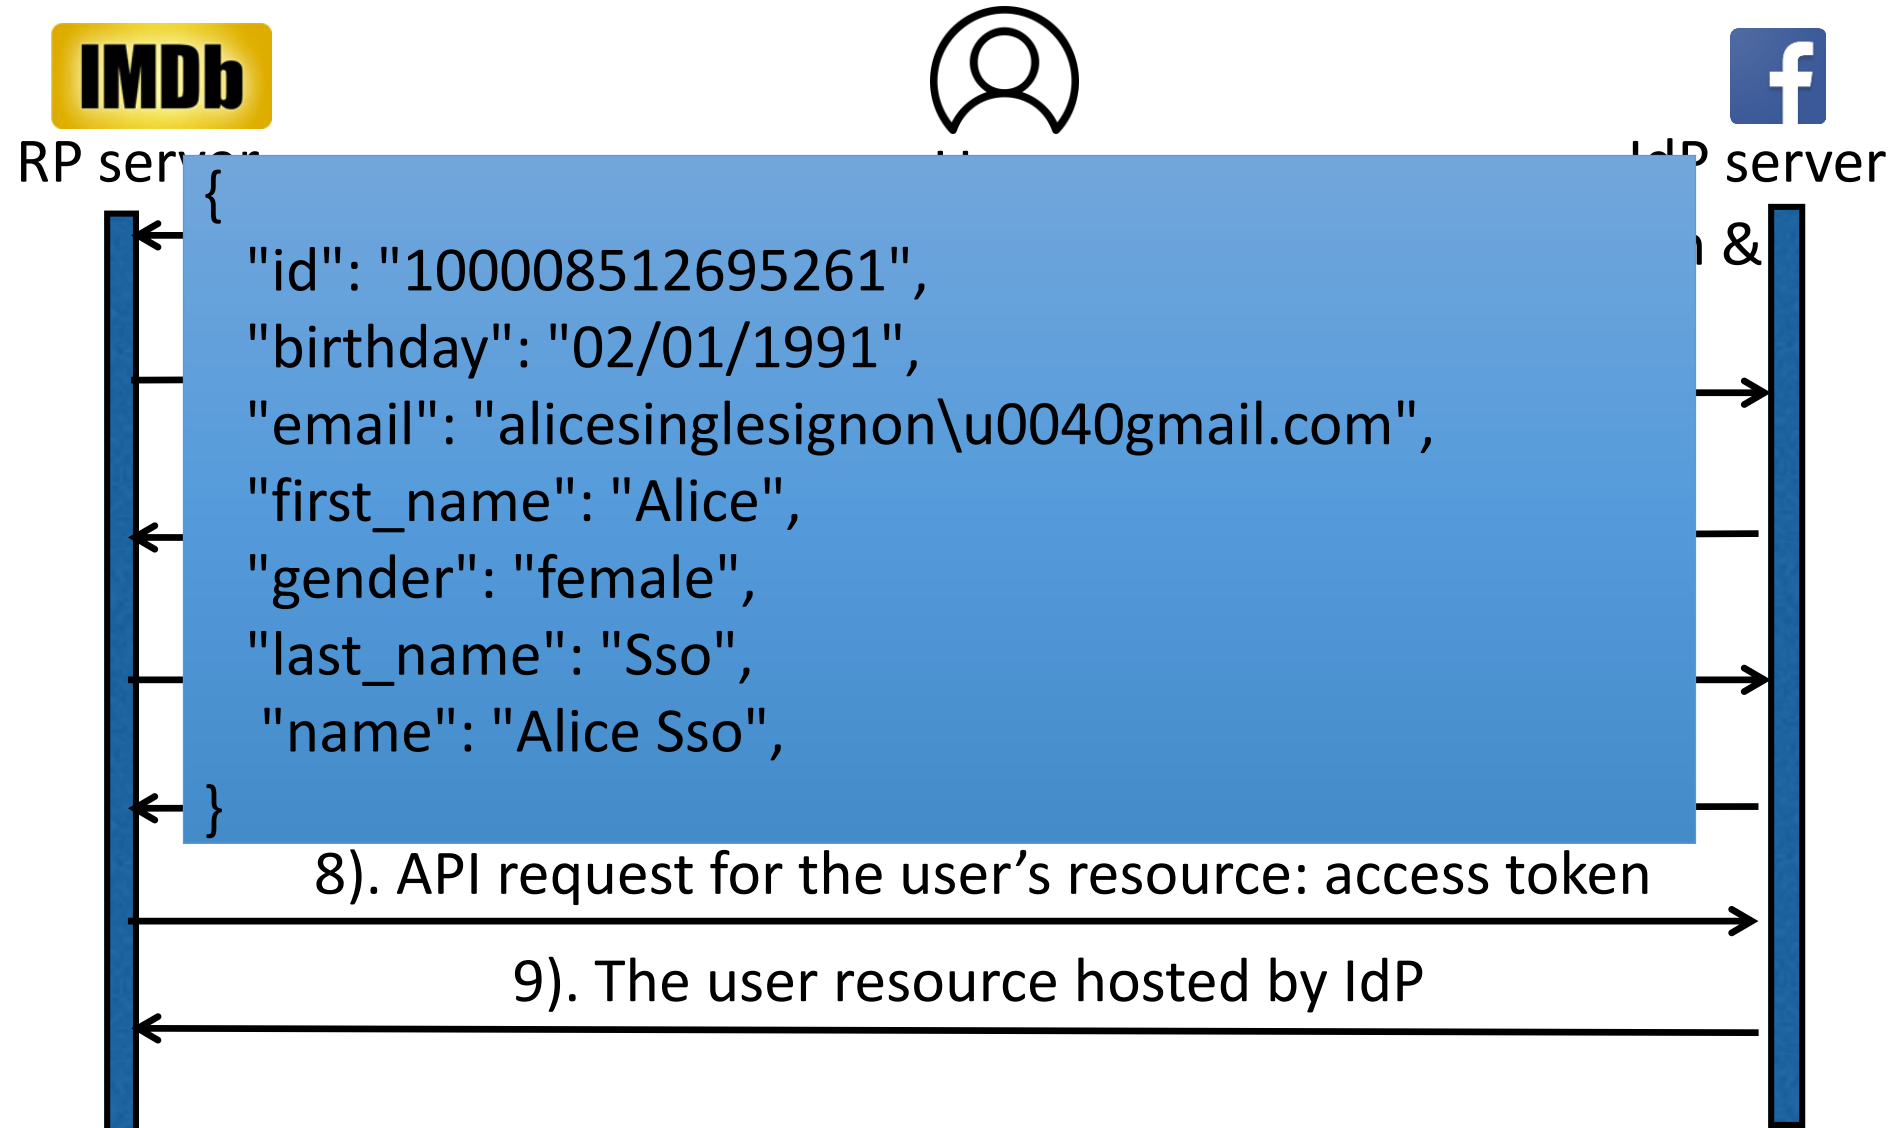 IMDb
RP server
IdP server
&
{
"id": "100008512695261",
"birthday": "02/01/1991",
"email": "alicesinglesignon\u0040gmail.com",
"first_name": "Alice",
"gender": "female",
"last_name": "Sso",
"name": "Alice Sso",
}
8). API request for the user’s resource: access token
9). The user resource hosted by IdP